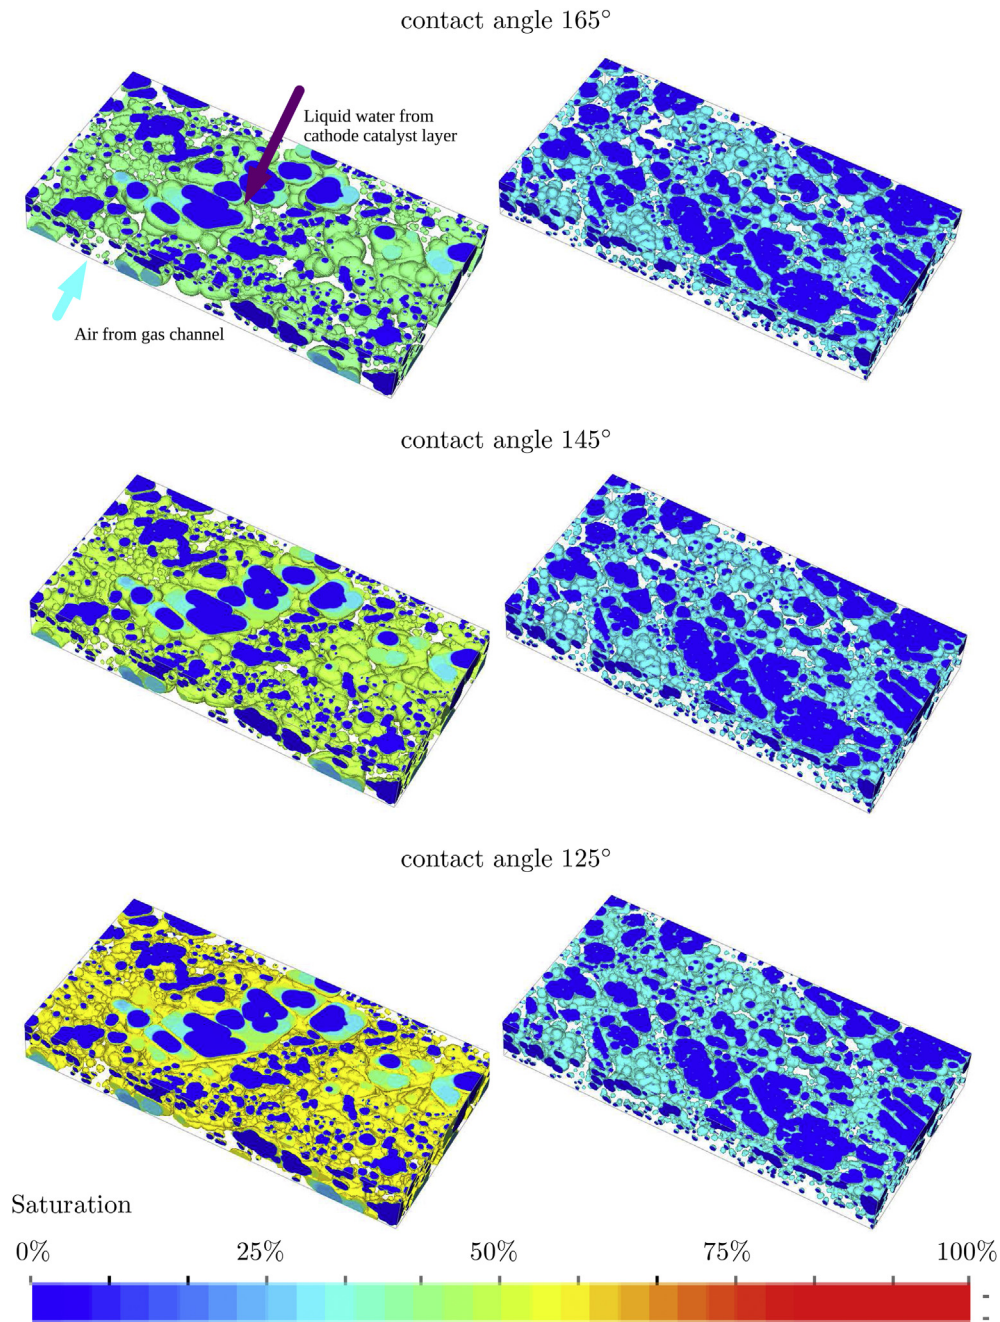 contact angle 165°
Liquid water from
cathode catalyst layer
Air from gas channel
contact angle 145°
contact angle 125°
Saturation
0% 25% 50% 75% 100%